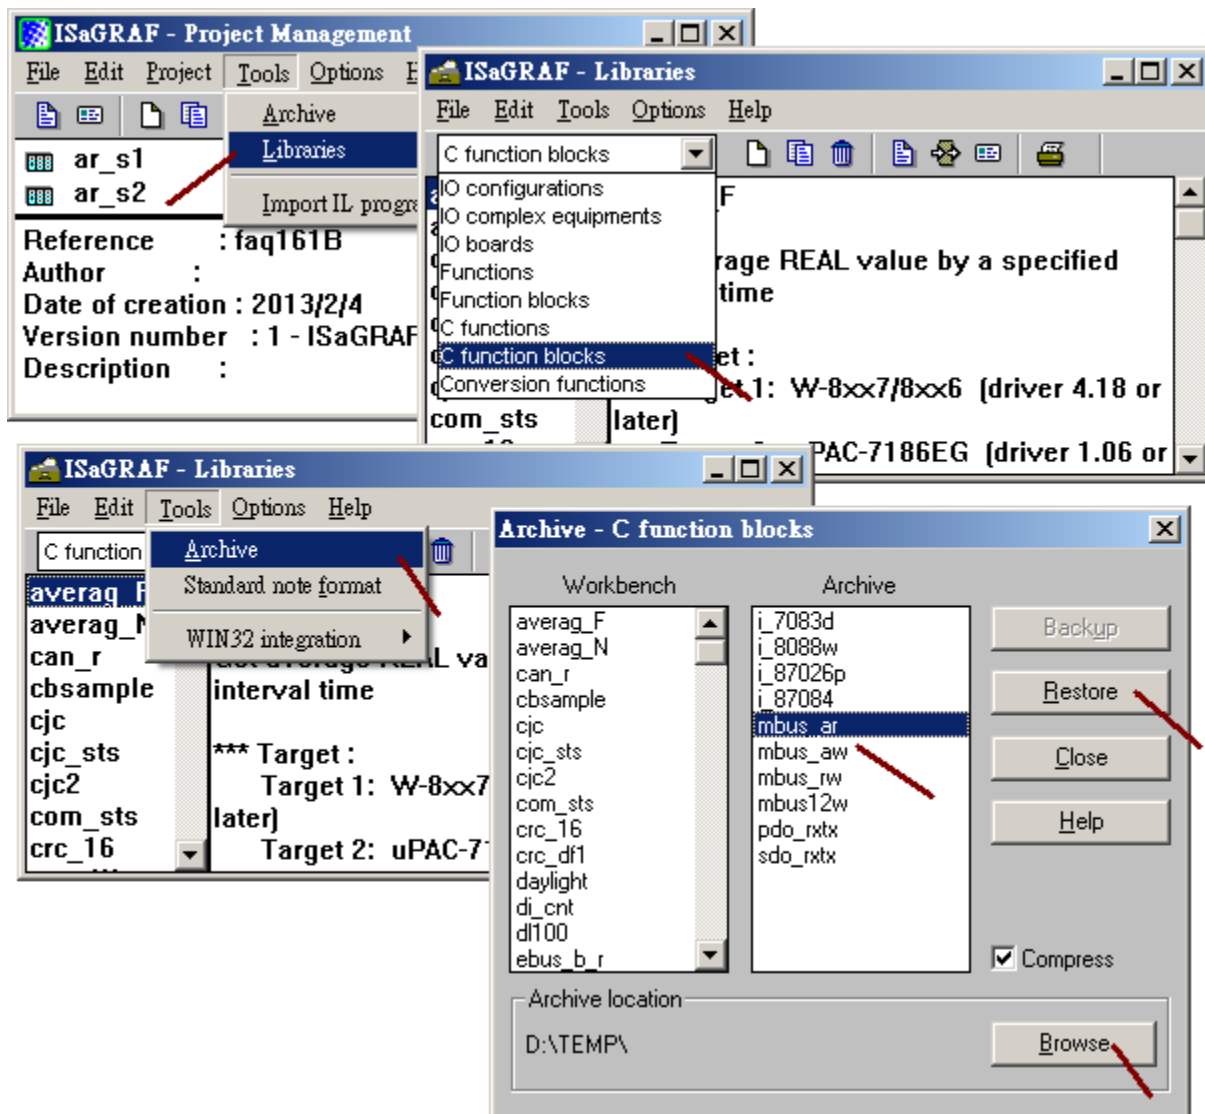 ISaGRAF - Project Management
File Edit Project Tools Options H
Archive
Libraries
Import IL progra
ar_s1
ar_s2
Reference : faq161B
Author :
Date of creation : 2013/2/4
Version number : 1 - ISaGRAF
Description :
ISaGRAF - Libraries
File Edit Tools Options Help
C function blocks
IO configurations
IO complex equipments
IO boards
Functions
Function blocks
C functions
C function blocks
Conversion functions
com_sts
F
rage REAL value by a specified
time
et :
et 1: W-8xx7/8xx6 (driver 4.18 or
later)
PAC-7186EG (driver 1.06 or
ISaGRAF - Libraries
File Edit Tools Options Help
C function
Archive
Standard note format
WIN32 integration
averag_F
averag_N
can_r
cbsample
cjc
cjc_sts
cjc2
com_sts
crc_16
Get average REAL va
interval time
*** Target :
Target 1: W-8xx7
later)
Target 2: uPAC-71
Archive - C function blocks
Workbench
averag_F
averag_N
can_r
cbsample
cjc
cjc_sts
cjc2
com_sts
crc_16
crc_df1
daylight
di_cnt
dl100
ebus_b_r
Archive
i_7083d
i_8088w
i_87026p
i_87084
mbus_ar
mbus_aw
mbus_rw
mbus12w
pdo_rxtx
sdo_rxtx
Backup
Restore
Close
Help
Compress
Archive location
D:\TEMP\
Browse